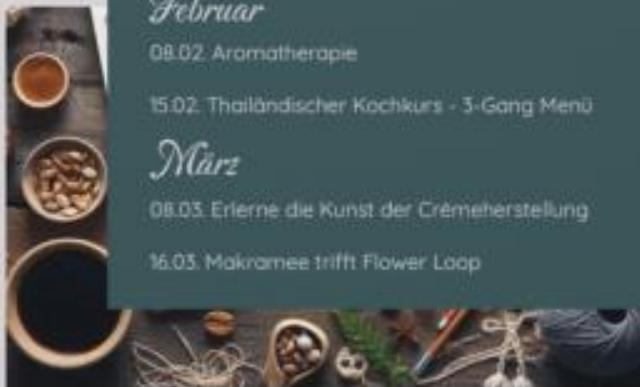 Februar
08.02. Aromatherapie
15.02. Thailändischer Kochkurs - 3-Gang Menü
März
08.03. Erlerne die Kunst der Crèmeherstellung
16.03. Makramee trifft Flower Loop